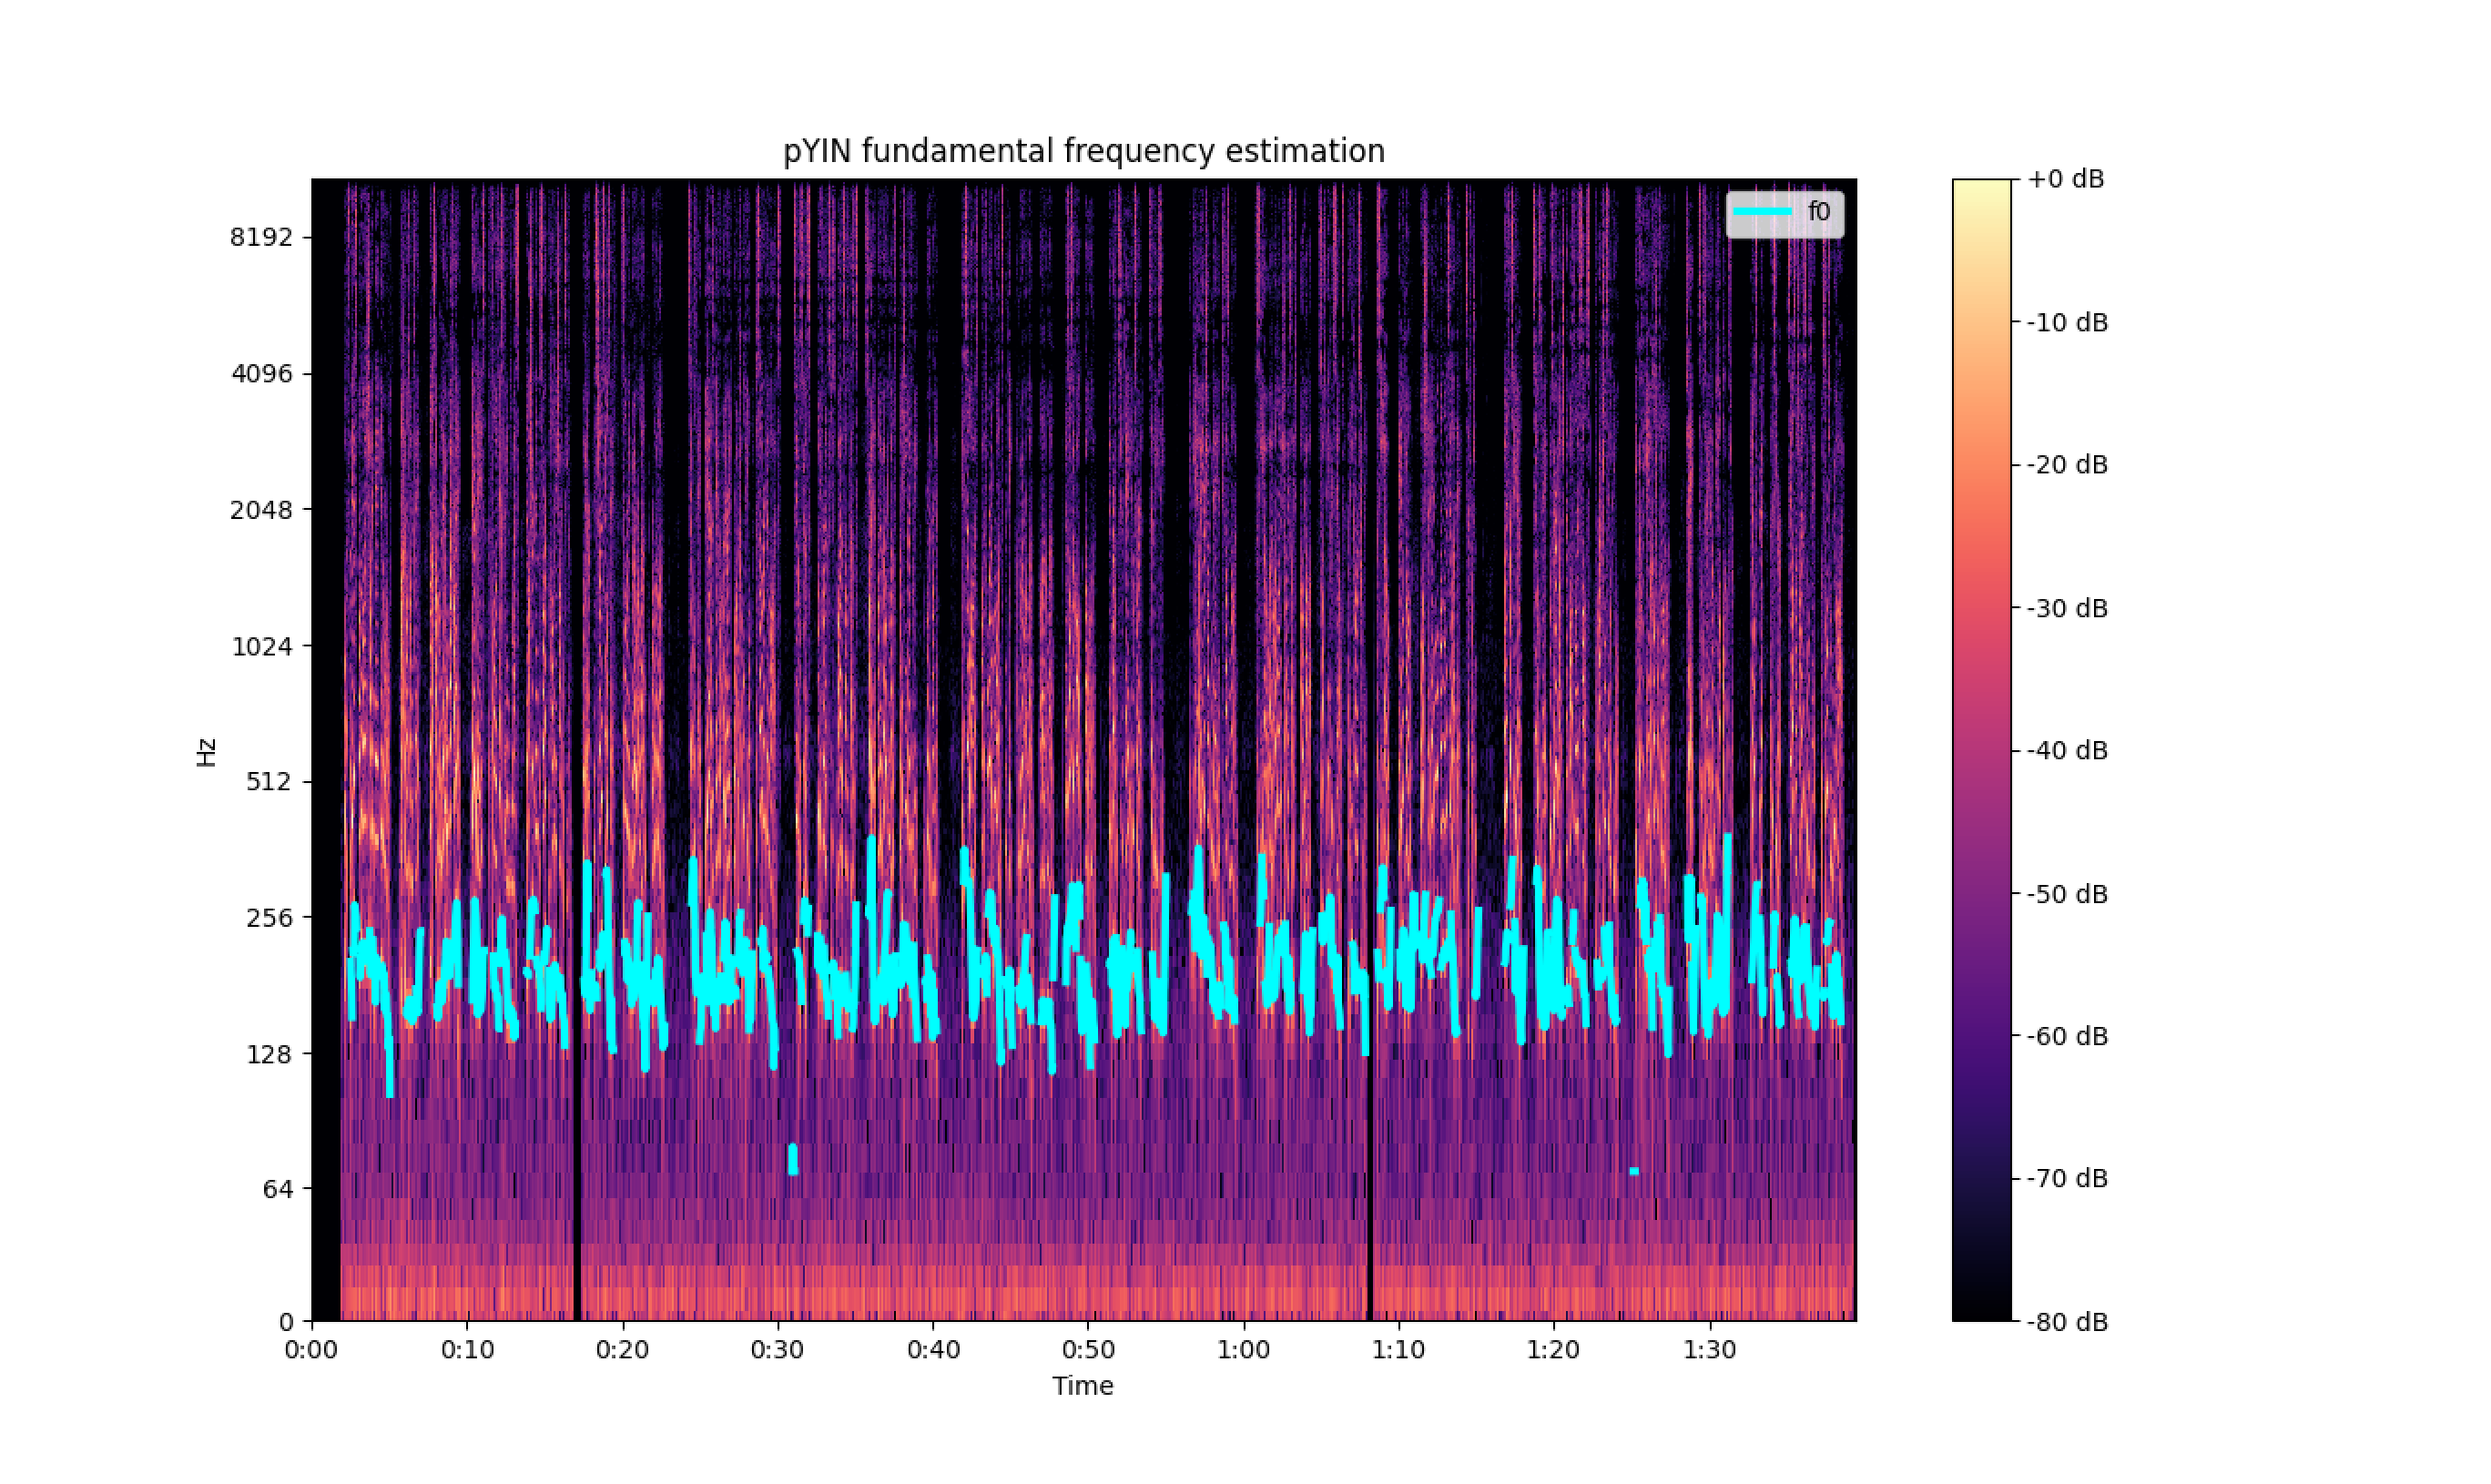 pYIN fundamental frequency estimation
f0
Hz
8192
4096
2048
1024
512
256
128
64
0
0:00 0:10 0:20 0:30 0:40 0:50 1:00 1:10 1:20 1:30
Time
+0 dB
-10 dB
-20 dB
-30 dB
-40 dB
-50 dB
-60 dB
-70 dB
-80 dB